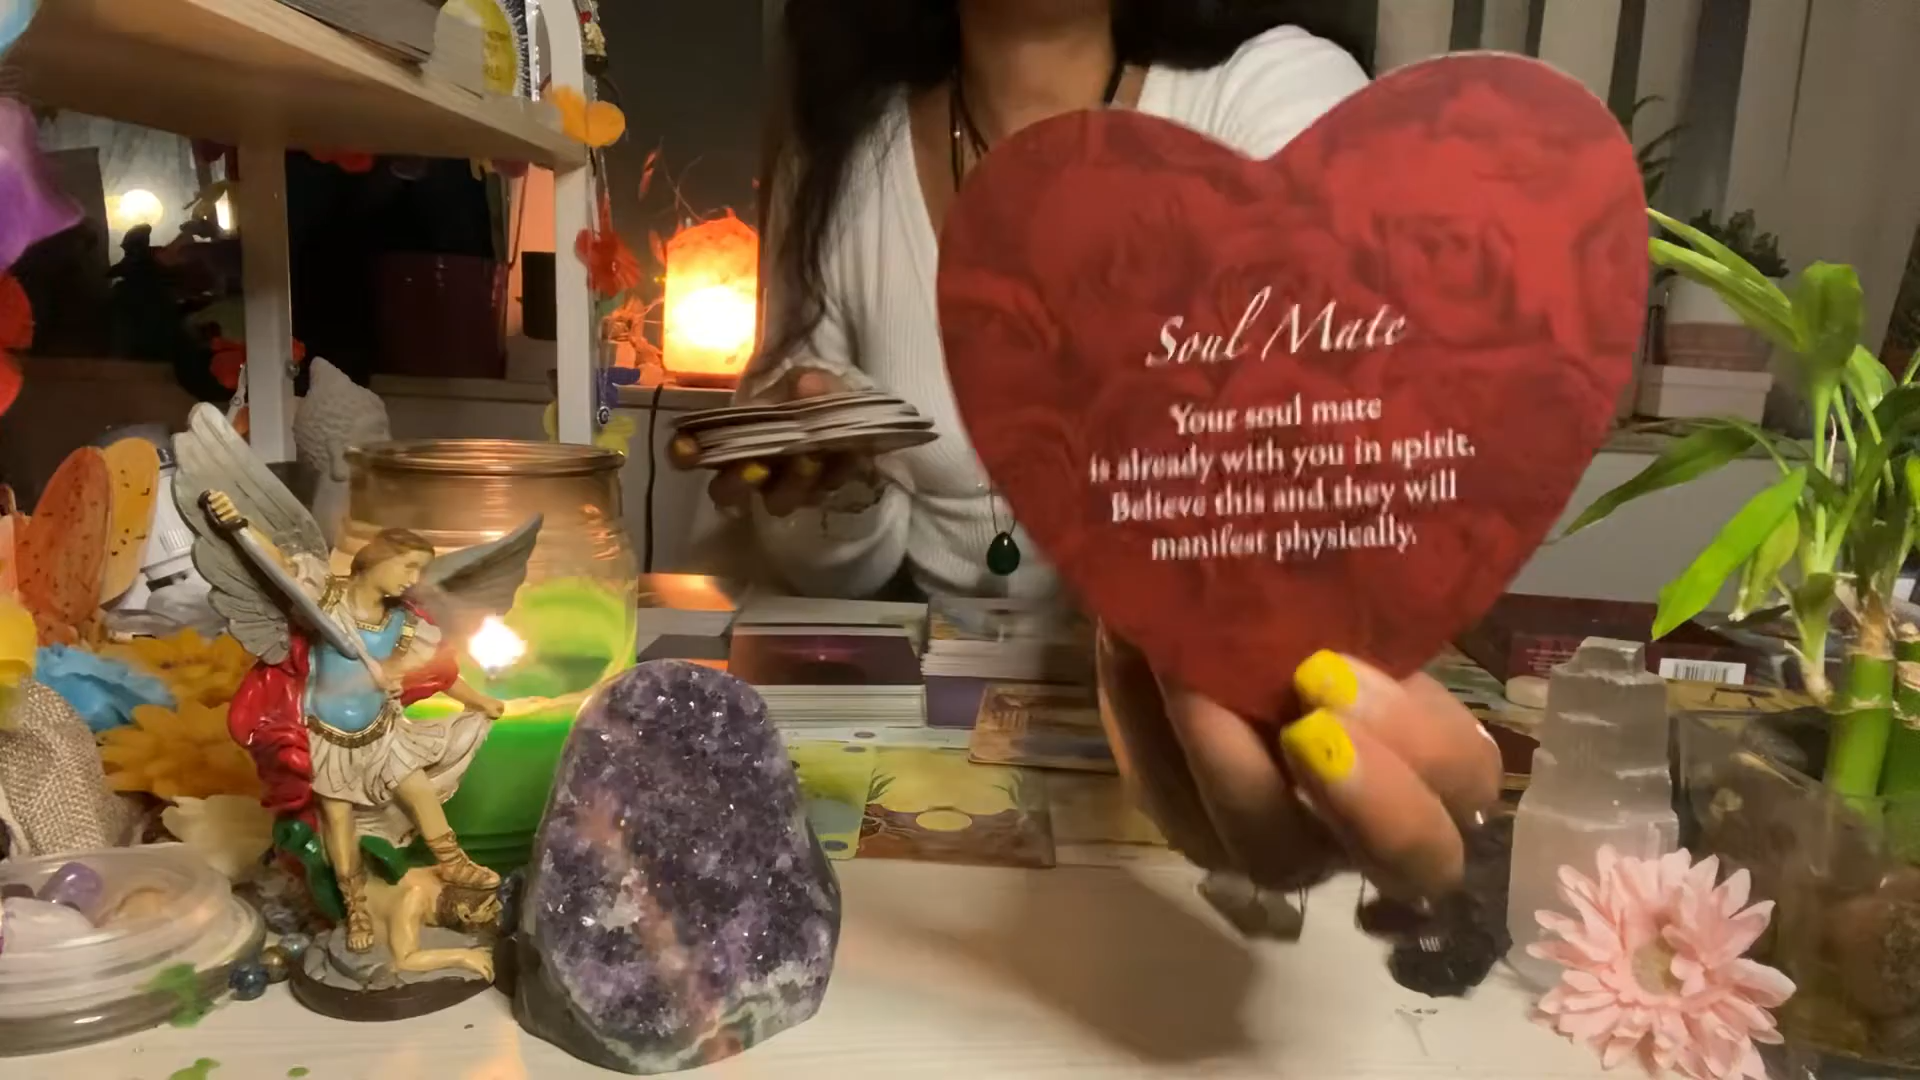 Soul Mate
Your soul mate
is already with you in spirit.
Believe this and they will
manifest physically.